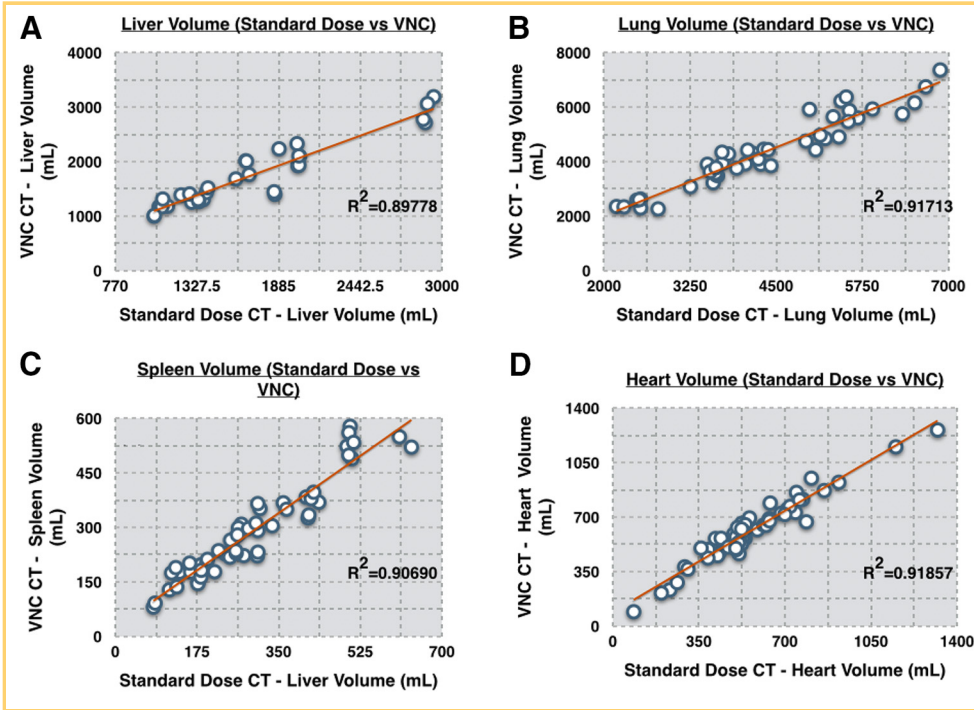 A
Liver Volume (Standard Dose vs VNC)
VNC CT - Liver Volume
(mL)
4000
3000
2000
1000
0
R2=0.89778
770
1327.5
1885
2442.5
3000
Standard Dose CT - Liver Volume (mL)
B
Lung Volume (Standard Dose vs VNC)
VNC CT - Lung Volume
(mL)
8000
6000
4000
2000
0
R2=0.91713
2000
3250
4500
5750
7000
Standard Dose CT - Lung Volume (mL)
C
Spleen Volume (Standard Dose vs
VNC)
VNC CT - Spleen Volume
(mL)
600
450
300
150
0
R2=0.90690
0
175
350
525
700
Standard Dose CT - Liver Volume (mL)
D
Heart Volume (Standard Dose vs VNC)
VNC CT - Heart Volume
(mL)
1400
1050
700
350
0
R2=0.91857
0
350
700
1050
1400
Standard Dose CT - Heart Volume (mL)